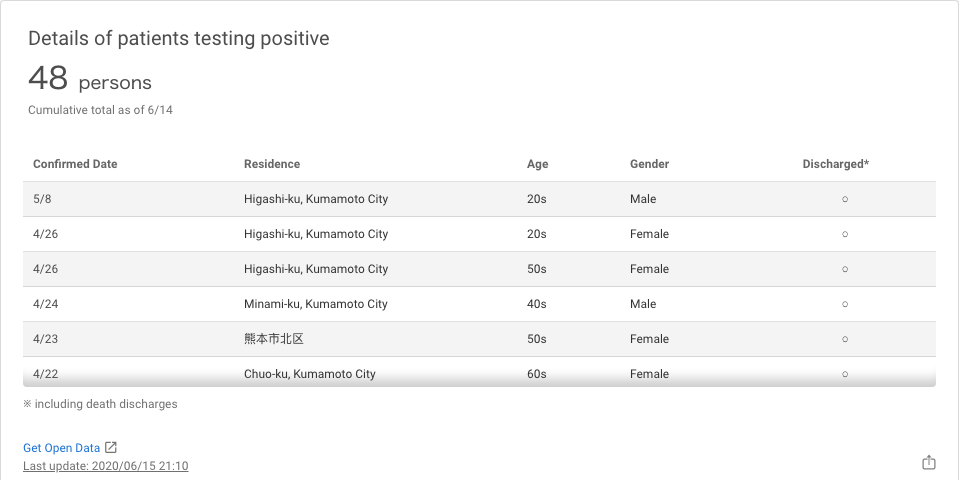 Details of patients testing positive
48 persons
Cumulative total as of 6/14
Confirmed Date Residence Age Gender Discharged*
5/8 Higashi-ku, Kumamoto City 20s Male ○
4/26 Higashi-ku, Kumamoto City 20s Female ○
4/26 Higashi-ku, Kumamoto City 50s Female ○
4/24 Minami-ku, Kumamoto City 40s Male ○
4/23 熊本市北区 50s Female ○
4/22 Chuo-ku, Kumamoto City 60s Female ○
※ including death discharges
Get Open Data
Last update: 2020/06/15 21:10